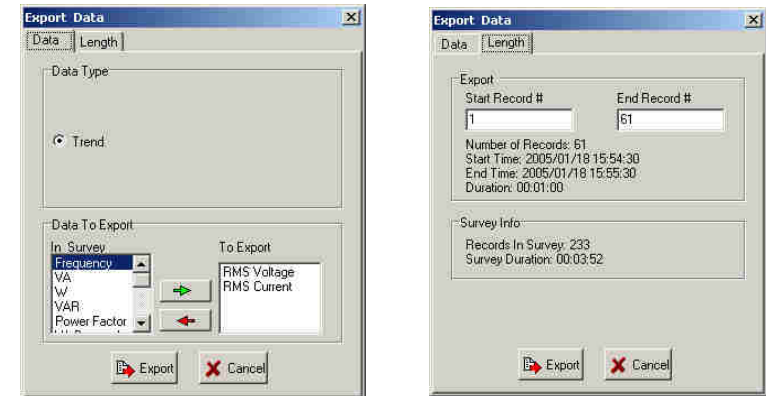 Export Data
Data
Length
Data Type
Trend
Data To Export
In Survey
Frequency
VA
W
VAR
Power Factor
To Export
RMS Voltage
RMS Current
Export
Cancel
Export Data
Data
Length
Export
Start Record #
End Record #
1
61
Number of Records: 61
Start Time: 2005/01/18 15:54:30
End Time: 2005/01/18 15:55:30
Duration: 00:01:00
Survey Info
Records In Survey: 233
Survey Duration: 00:03:52
Export
Cancel